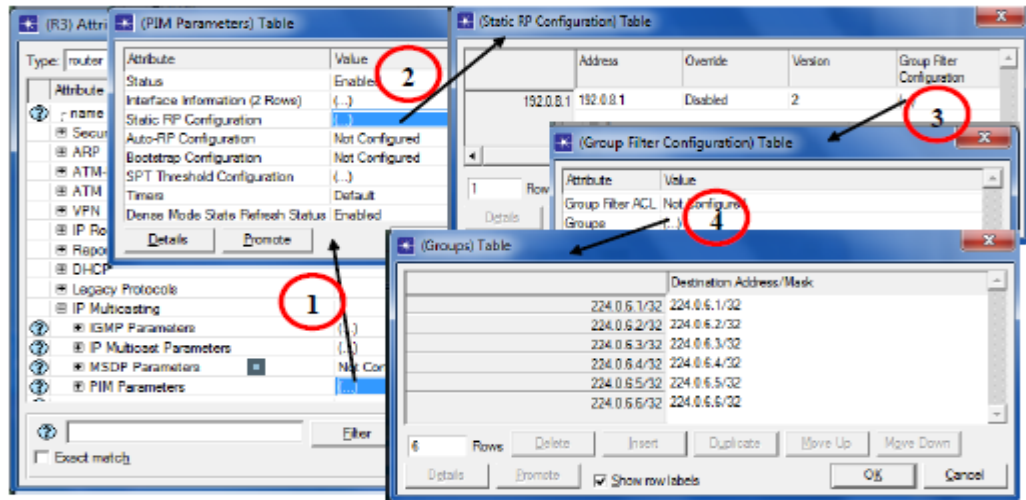 (R3) Attri
Type: router
Attribute
name
Secur
ARP
ATM-
ATM
VPN
IP Ro
Repor
DHCP
Legacy Protocols
IP Multicasting
IGMP Parameters (...)
IP Multicast Parameters (...)
MSDP Parameters Not Con
PIM Parameters (...)
Filter
Exact match
1
(PIM Parameters) Table
Attribute Value
Status Enabled
Interface Information (2 Rows) (...)
Static RP Configuration (...)
Auto-RP Configuration Not Configured
Bootstrap Configuration Not Configured
SPT Threshold Configuration (...)
Timers Default
Dense Mode State Refresh Status Enabled
Details Promote
2
(Static RP Configuration) Table
Address Override Version Group Filter Configuration
192.0.8.1 192.0.8.1 Disabled 2
1 Row
Details
3
(Group Filter Configuration) Table
Attribute Value
Group Filter ACL Not Configured
Groups (...)
4
(Groups) Table
Destination Address/Mask
224.0.6.1/32 224.0.6.1/32
224.0.6.2/32 224.0.6.2/32
224.0.6.3/32 224.0.6.3/32
224.0.6.4/32 224.0.6.4/32
224.0.6.5/32 224.0.6.5/32
224.0.6.6/32 224.0.6.6/32
6 Rows Delete Insert Duplicate Move Up Move Down
Details Promote Show row labels OK Cancel